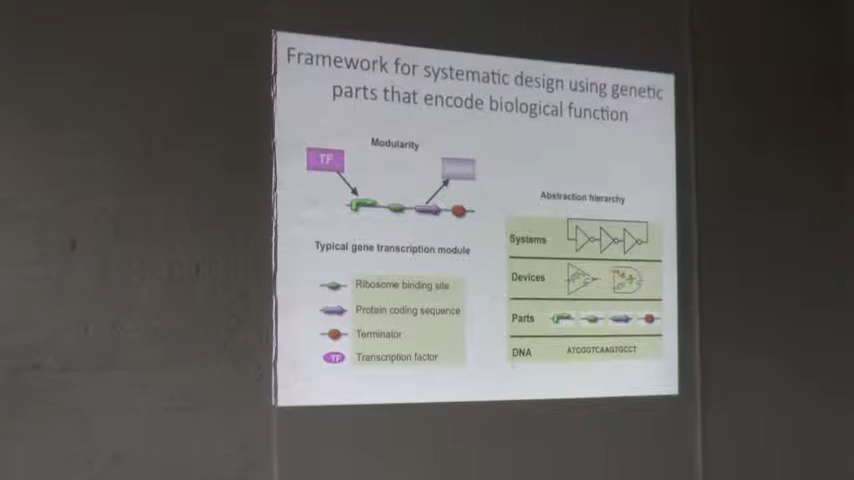 Framework for systematic design using genetic
parts that encode biological function
Modularity
TF
Typical gene transcription module
Ribosome binding site
Protein coding sequence
Terminator
TF Transcription factor
Abstraction hierarchy
Systems
Devices
Parts
DNA ATCGGTCAAGTGCCT